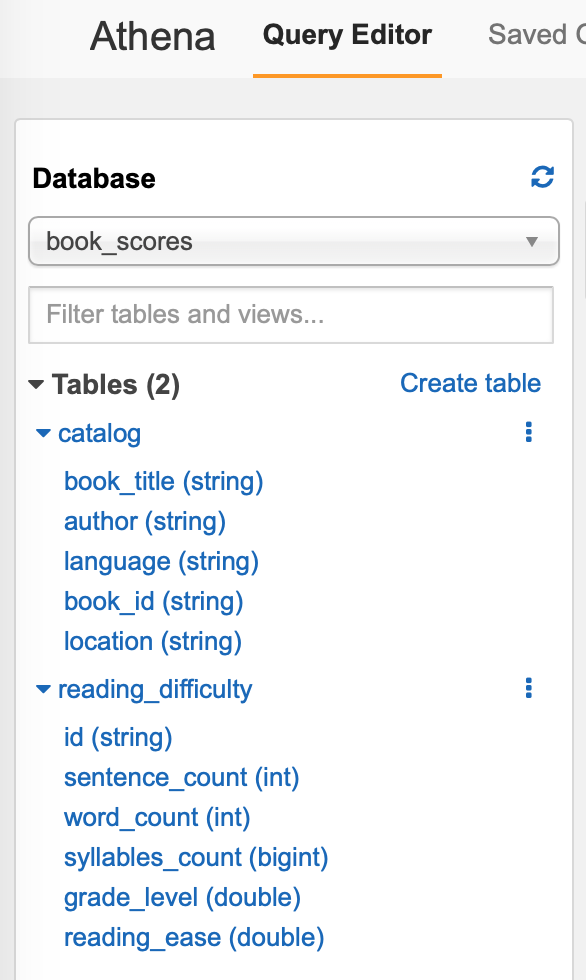 Athena Query Editor Saved
Database
book_scores
Filter tables and views...
Tables (2) Create table
catalog
book_title (string)
author (string)
language (string)
book_id (string)
location (string)
reading_difficulty
id (string)
sentence_count (int)
word_count (int)
syllables_count (bigint)
grade_level (double)
reading_ease (double)